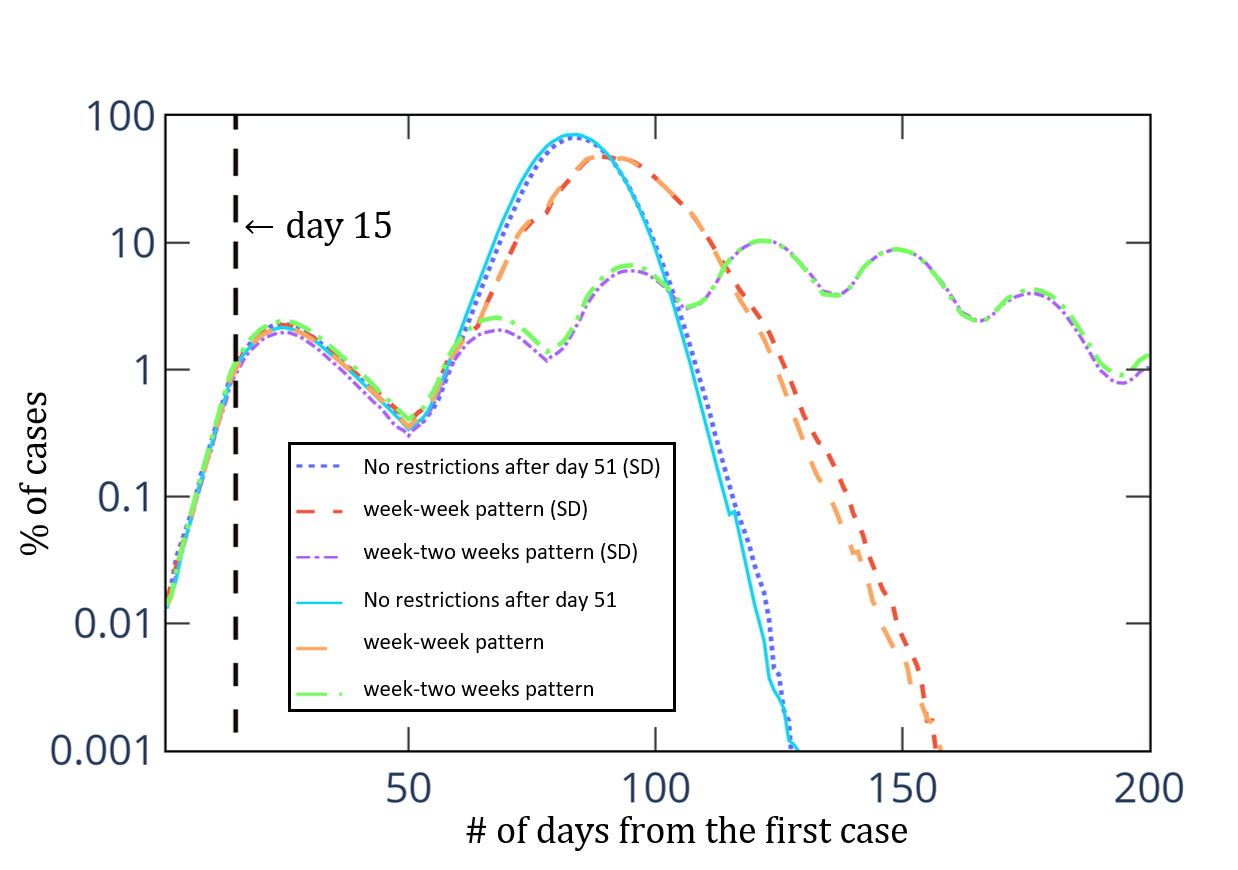 100
10
1
0.1
0.01
0.001
% of cases
← day 15
No restrictions after day 51 (SD)
week-week pattern (SD)
week-two weeks pattern (SD)
No restrictions after day 51
week-week pattern
week-two weeks pattern
50 100 150 200
# of days from the first case